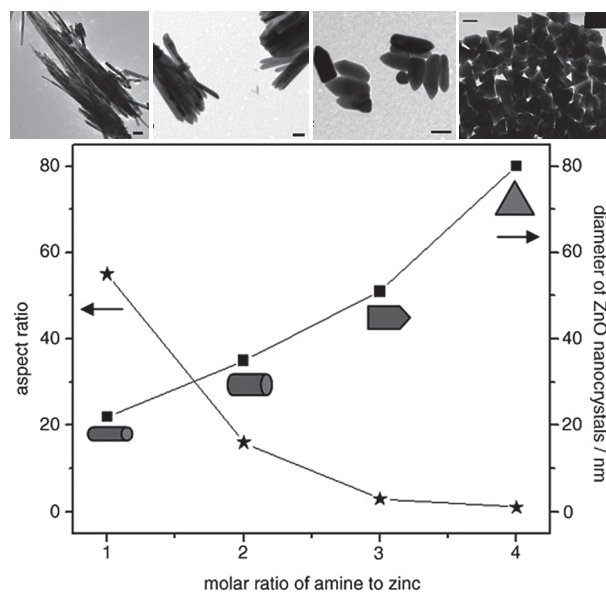 80
60
40
20
0
aspect ratio
80
60
40
20
0
diameter of ZnO nanocrystals / nm
1 2 3 4
molar ratio of amine to zinc